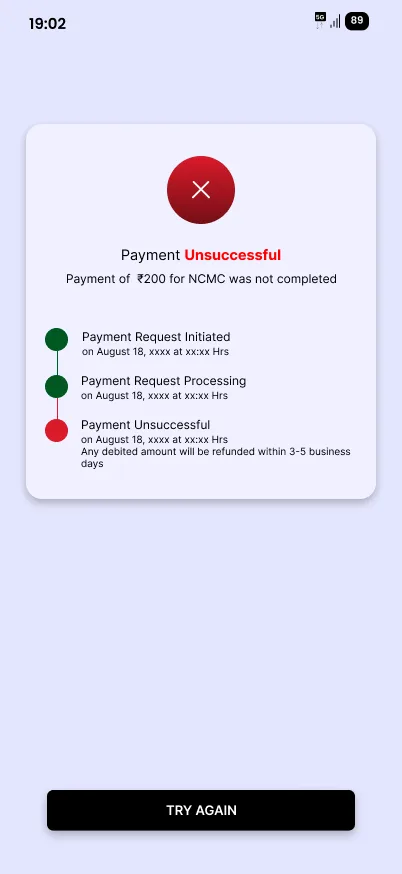 19:02
5G
89
Payment Unsuccessful
Payment of ₹200 for NCMC was not completed
Payment Request Initiated
on August 18, xxxx at xx:xx Hrs
Payment Request Processing
on August 18, xxxx at xx:xx Hrs
Payment Unsuccessful
on August 18, xxxx at xx:xx Hrs
Any debited amount will be refunded within 3-5 business
days
TRY AGAIN